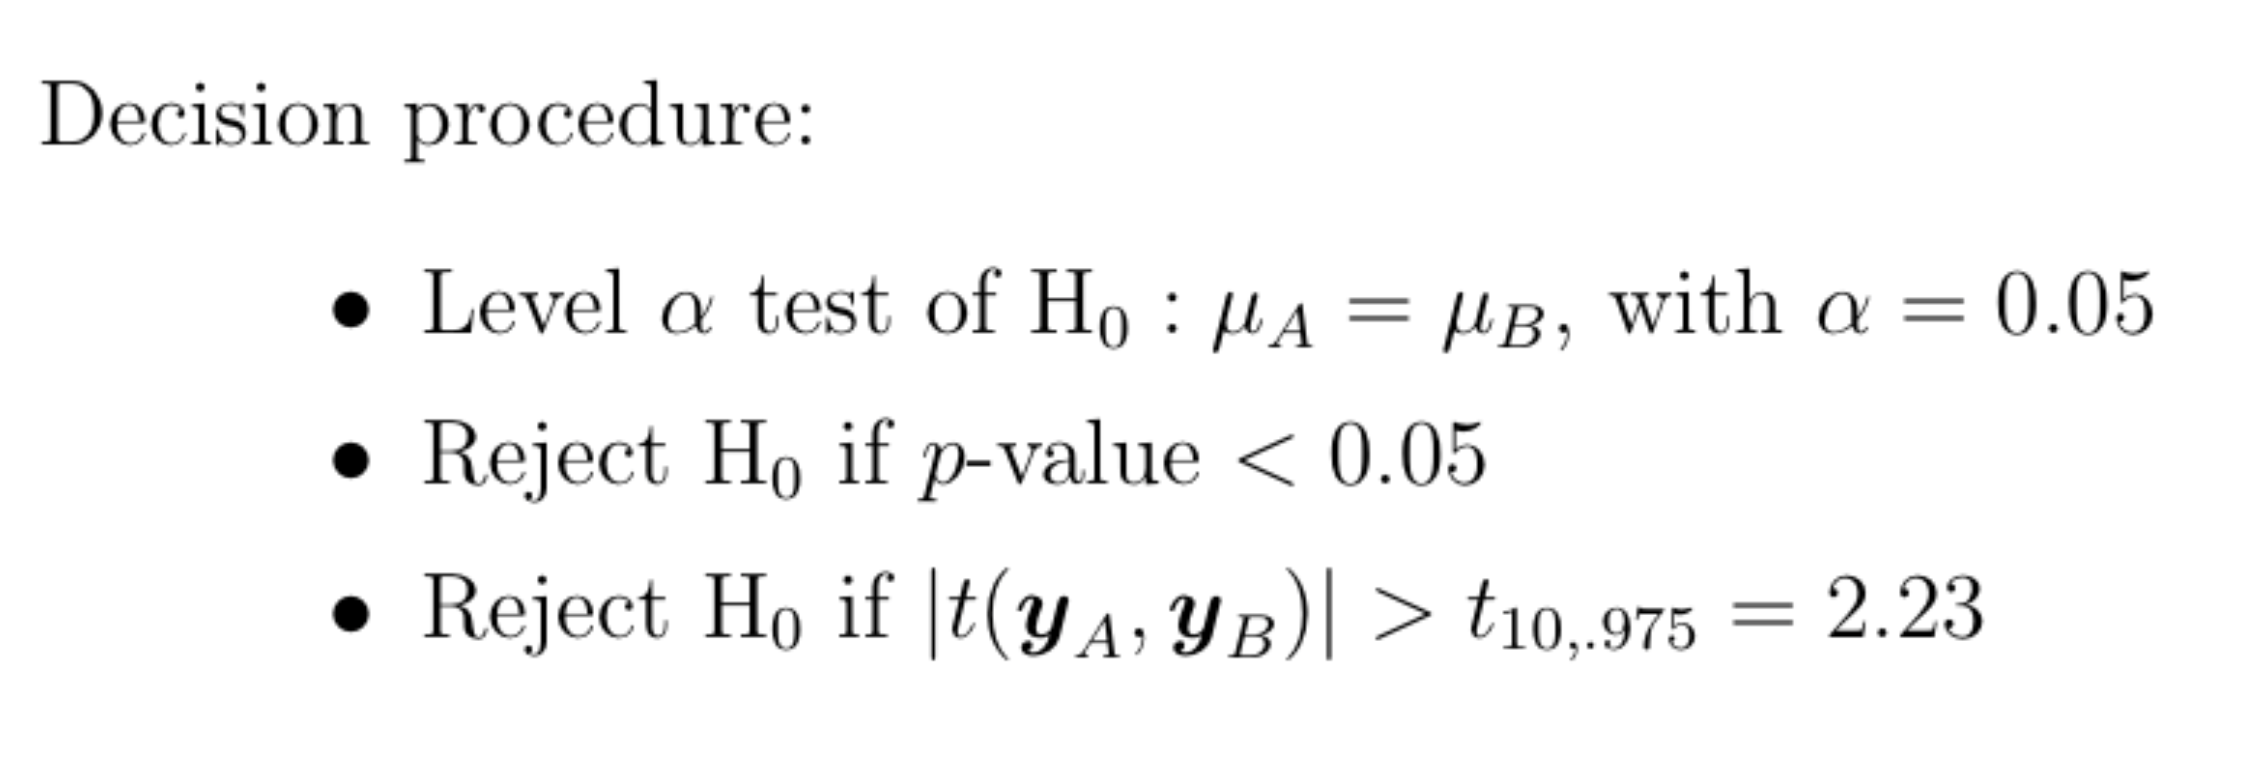 Decision procedure:
• Level α test of H₀ : μ_A = μ_B, with α = 0.05
• Reject H₀ if p-value < 0.05
• Reject H₀ if |t(y_A, y_B)| > t₁₀,.₉₇₅ = 2.23